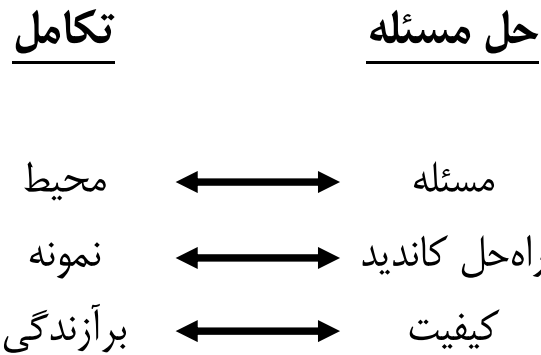 حل مسئله تکامل
مسئله محیط
راه‌حل کاندید نمونه
کیفیت برآزندگی